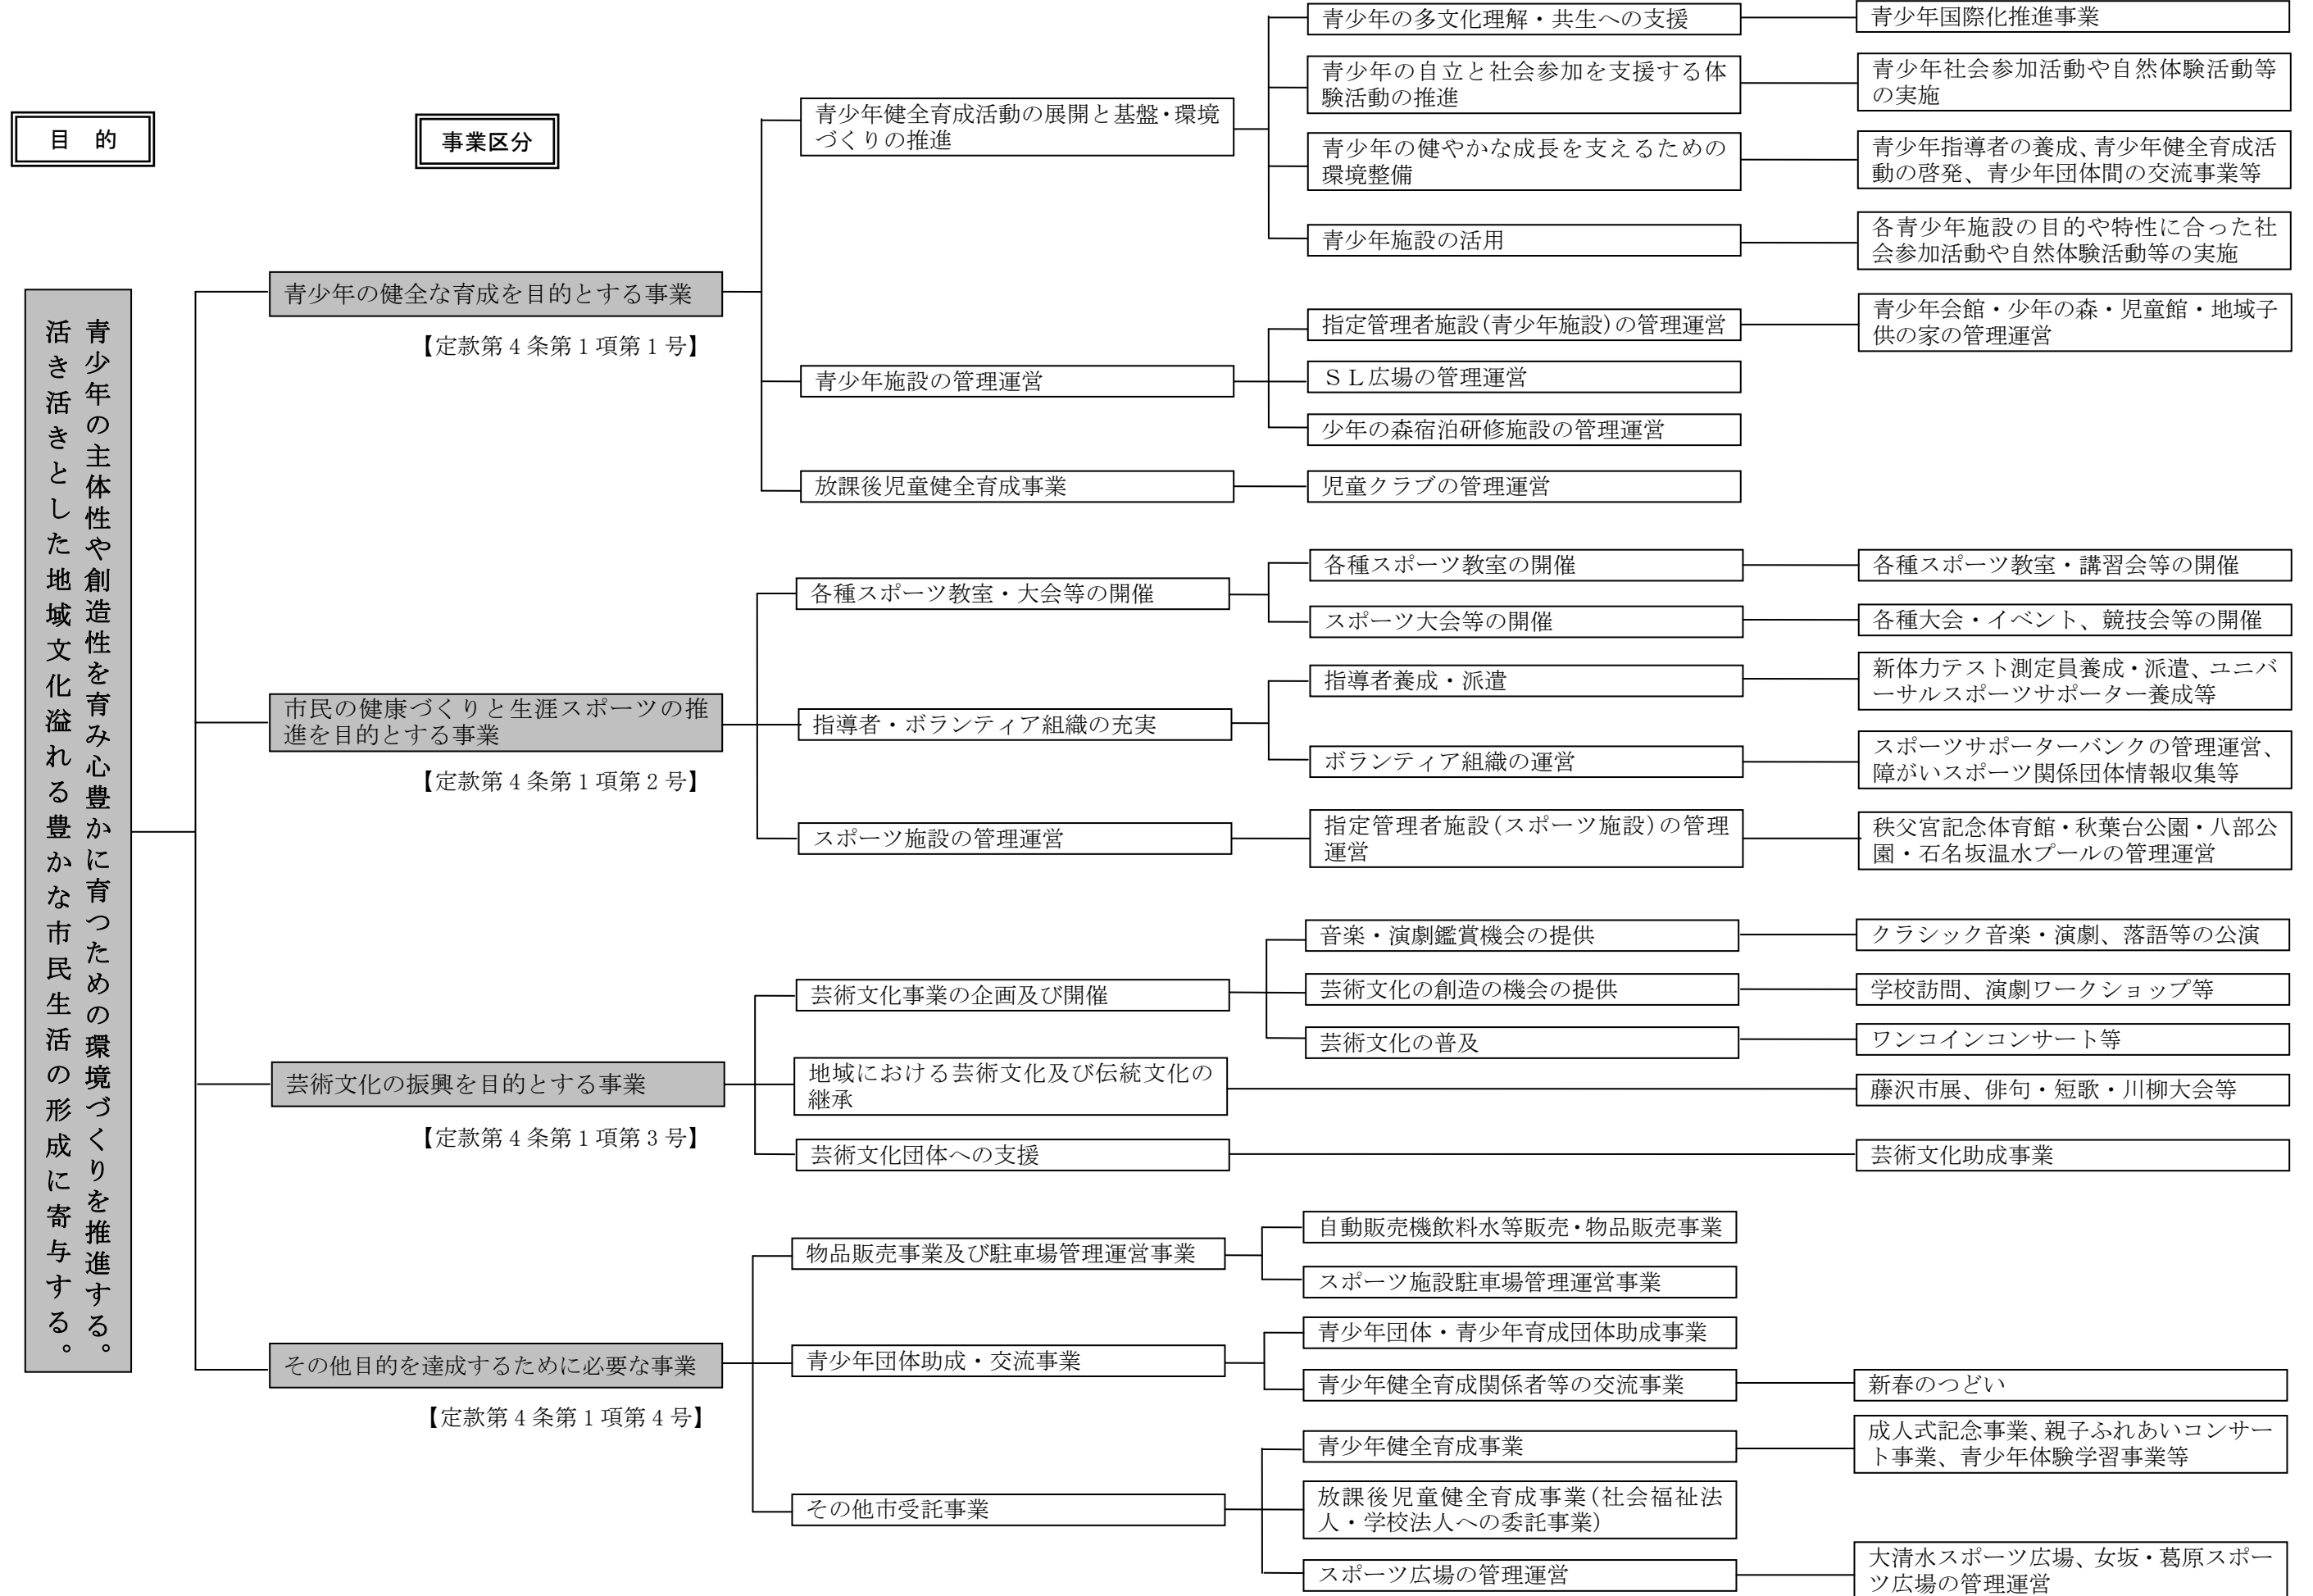 目　的
事業区分
青少年の主体性や創造性を育み心豊かに育つための環境づくりを推進する。
活き活きとした地域文化溢れる豊かな市民生活の形成に寄与する。
青少年の健全な育成を目的とする事業
【定款第4条第1項第1号】
青少年健全育成活動の展開と基盤・環境
づくりの推進
青少年の多文化理解・共生への支援
青少年国際化推進事業
青少年の自立と社会参加を支援する体
験活動の推進
青少年社会参加活動や自然体験活動等
の実施
青少年の健やかな成長を支えるための
環境整備
青少年指導者の養成、青少年健全育成活
動の啓発、青少年団体間の交流事業等
青少年施設の活用
各青少年施設の目的や特性に合った社
会参加活動や自然体験活動等の実施
青少年施設の管理運営
指定管理者施設(青少年施設)の管理運営
青少年会館・少年の森・児童館・地域子
供の家の管理運営
ＳＬ広場の管理運営
少年の森宿泊研修施設の管理運営
放課後児童健全育成事業
児童クラブの管理運営
市民の健康づくりと生涯スポーツの推
進を目的とする事業
【定款第4条第1項第2号】
各種スポーツ教室・大会等の開催
各種スポーツ教室の開催
各種スポーツ教室・講習会等の開催
スポーツ大会等の開催
各種大会・イベント、競技会等の開催
指導者・ボランティア組織の充実
指導者養成・派遣
新体力テスト測定員養成・派遣、ユニバ
ーサルスポーツサポーター養成等
ボランティア組織の運営
スポーツサポーターバンクの管理運営、
障がいスポーツ関係団体情報収集等
スポーツ施設の管理運営
指定管理者施設(スポーツ施設)の管理
運営
秩父宮記念体育館・秋葉台公園・八部公
園・石名坂温水プールの管理運営
芸術文化の振興を目的とする事業
【定款第4条第1項第3号】
芸術文化事業の企画及び開催
音楽・演劇鑑賞機会の提供
クラシック音楽・演劇、落語等の公演
芸術文化の創造の機会の提供
学校訪問、演劇ワークショップ等
芸術文化の普及
ワンコインコンサート等
地域における芸術文化及び伝統文化の
継承
藤沢市展、俳句・短歌・川柳大会等
芸術文化団体への支援
芸術文化助成事業
その他目的を達成するために必要な事業
【定款第4条第1項第4号】
物品販売事業及び駐車場管理運営事業
自動販売機飲料水等販売・物品販売事業
スポーツ施設駐車場管理運営事業
青少年団体助成・交流事業
青少年団体・青少年育成団体助成事業
青少年健全育成関係者等の交流事業
新春のつどい
その他市受託事業
青少年健全育成事業
成人式記念事業、親子ふれあいコンサー
ト事業、青少年体験学習事業等
放課後児童健全育成事業(社会福祉法
人・学校法人への委託事業)
スポーツ広場の管理運営
大清水スポーツ広場、女坂・葛原スポー
ツ広場の管理運営